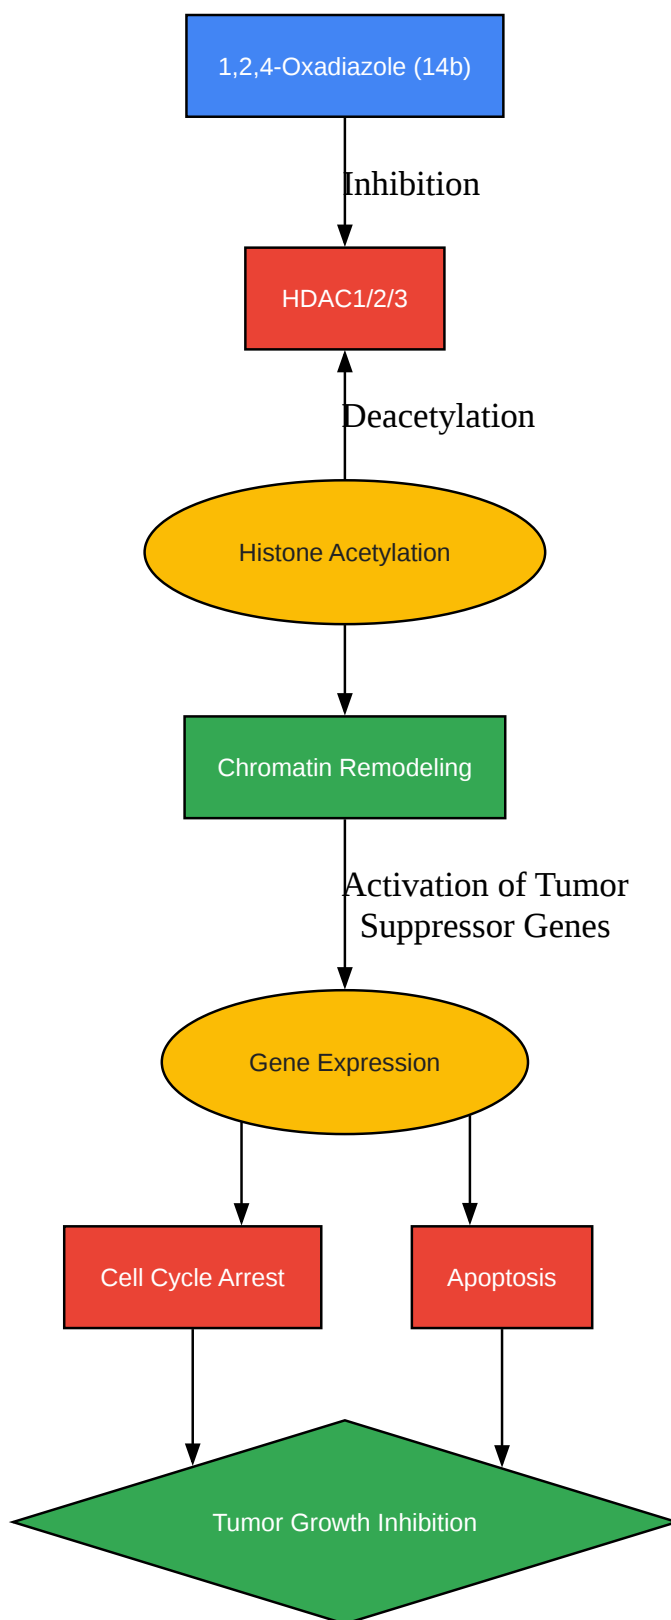 1,2,4-Oxadiazole (14b)
Inhibition
HDAC1/2/3
Deacetylation
Histone Acetylation
Chromatin Remodeling
Activation of Tumor
Suppressor Genes
Gene Expression
Cell Cycle Arrest
Apoptosis
Tumor Growth Inhibition